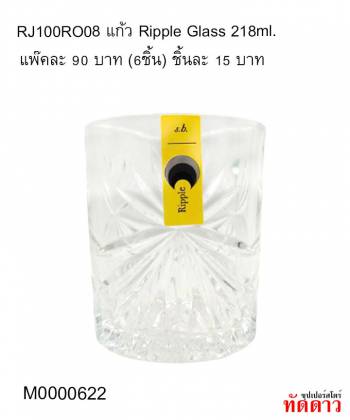 RJ100RO08 แก้ว Ripple Glass 218ml.
แพ๊คละ 90 บาท (6ชิ้น) ชิ้นละ 15 บาท
s.b.
Ripple
M0000622
ซุปเปอร์สโตร์
ทัดดาว